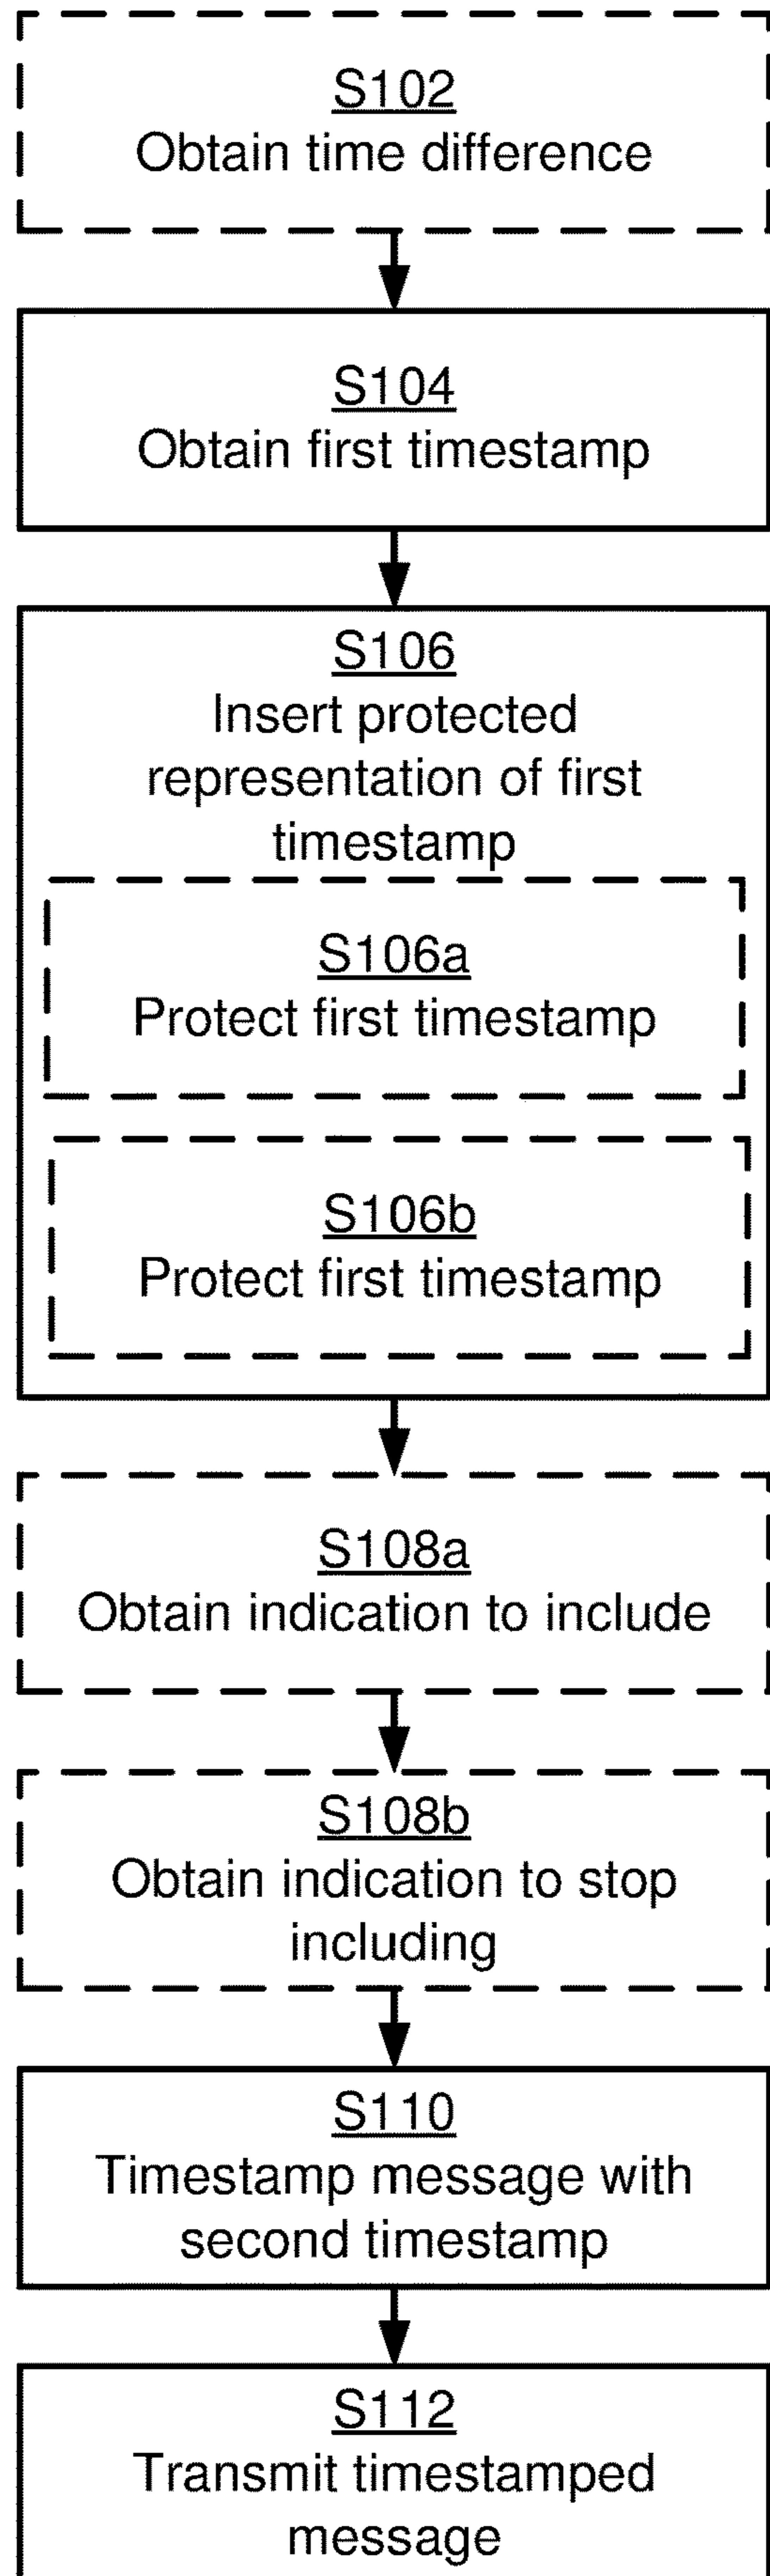 S102
Obtain time difference
S104
Obtain first timestamp
S106
Insert protected
representation of first
timestamp
S106a
Protect first timestamp
S106b
Protect first timestamp
S108a
Obtain indication to include
S108b
Obtain indication to stop
including
S110
Timestamp message with
second timestamp
S112
Transmit timestamped
message